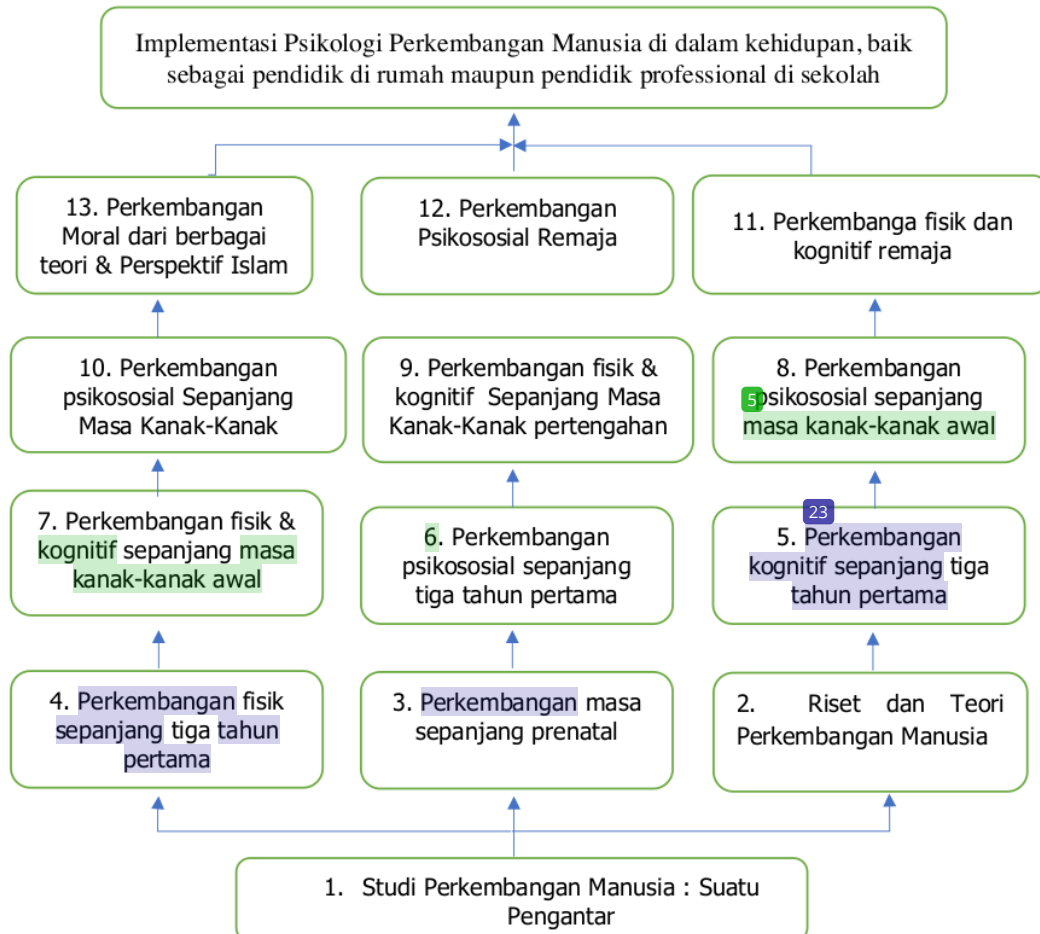 Implementasi Psikologi Perkembangan Manusia di dalam kehidupan, baik
sebagai pendidik di rumah maupun pendidik professional di sekolah
13. Perkembangan
Moral dari berbagai
teori & Perspektif Islam
12. Perkembangan
Psikososial Remaja
11. Perkembanga fisik dan
kognitif remaja
10. Perkembangan
psikososial Sepanjang
Masa Kanak-Kanak
9. Perkembangan fisik &
kognitif Sepanjang Masa
Kanak-Kanak pertengahan
8. Perkembangan
5
psikososial sepanjang
masa kanak-kanak awal
7. Perkembangan fisik &
kognitif sepanjang masa
kanak-kanak awal
6. Perkembangan
psikososial sepanjang
tiga tahun pertama
23
5. Perkembangan
kognitif sepanjang tiga
tahun pertama
4. Perkembangan fisik
sepanjang tiga tahun
pertama
3. Perkembangan masa
sepanjang prenatal
2. Riset dan Teori
Perkembangan Manusia
1. Studi Perkembangan Manusia : Suatu
Pengantar